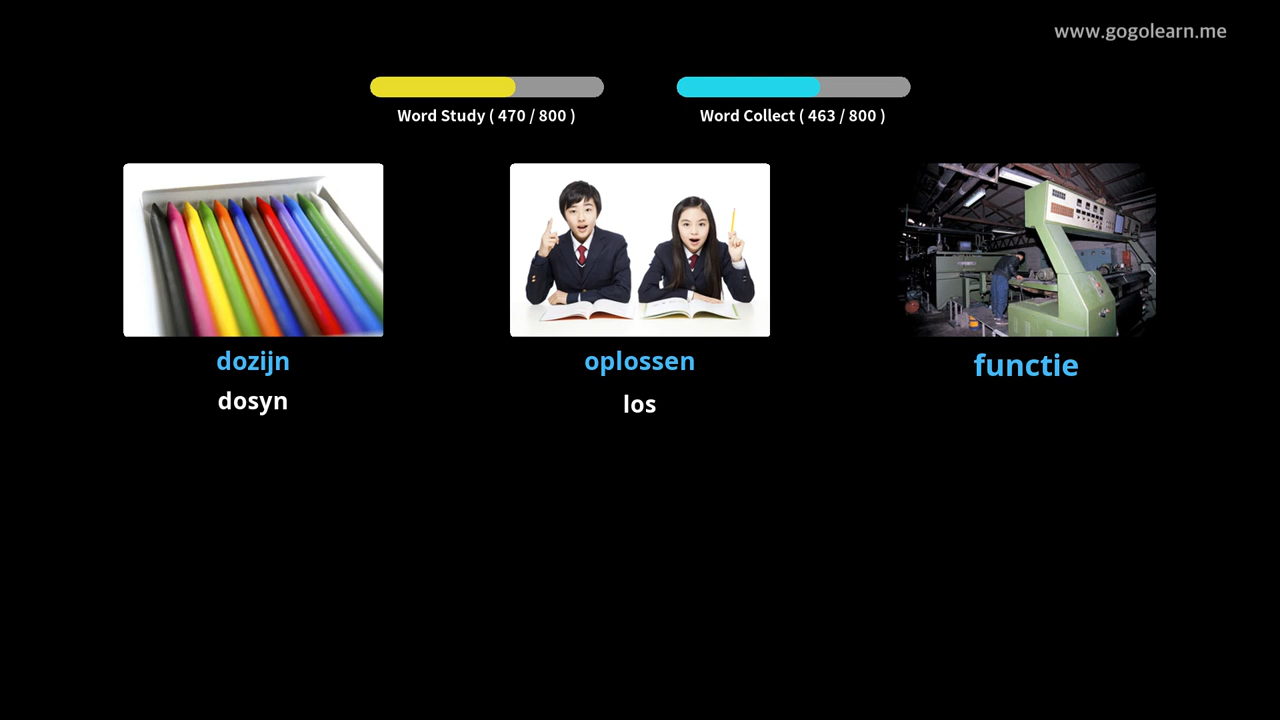 www.gogolearn.me
Word Study ( 470 / 800 )
Word Collect ( 463 / 800 )
dozijn
dosyn
oplossen
los
functie